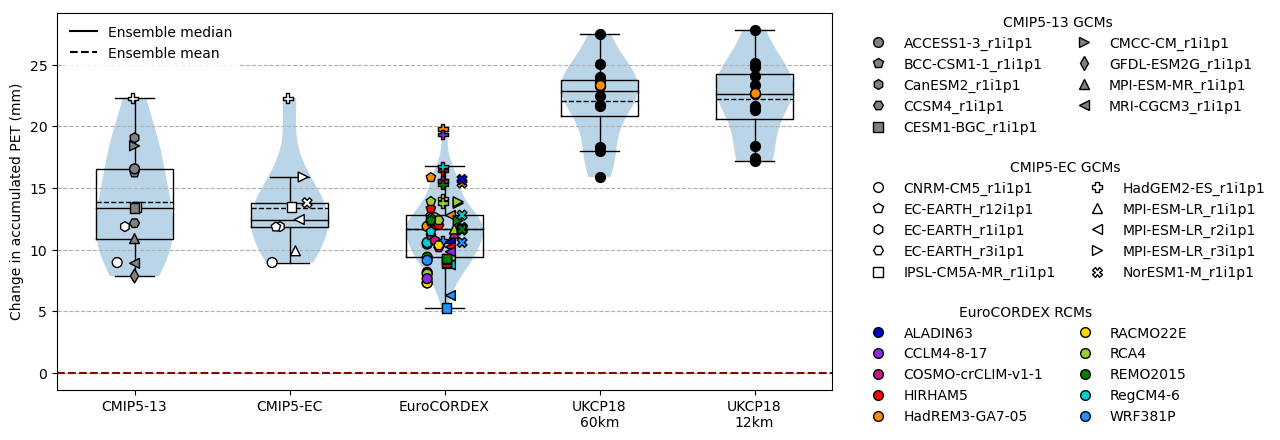 Change in accumulated PET (mm)
25
20
15
10
5
0
Ensemble median
Ensemble mean
CMIP5-13
CMIP5-EC
EuroCORDEX
UKCP18
60km
UKCP18
12km
CMIP5-13 GCMs
ACCESS1-3_r1i1p1
BCC-CSM1-1_r1i1p1
CanESM2_r1i1p1
CCSM4_r1i1p1
CESM1-BGC_r1i1p1
CMCC-CM_r1i1p1
GFDL-ESM2G_r1i1p1
MPI-ESM-MR_r1i1p1
MRI-CGCM3_r1i1p1
CMIP5-EC GCMs
CNRM-CM5_r1i1p1
EC-EARTH_r12i1p1
EC-EARTH_r1i1p1
EC-EARTH_r3i1p1
IPSL-CM5A-MR_r1i1p1
HadGEM2-ES_r1i1p1
MPI-ESM-LR_r1i1p1
MPI-ESM-LR_r2i1p1
MPI-ESM-LR_r3i1p1
NorESM1-M_r1i1p1
EuroCORDEX RCMs
ALADIN63
CCLM4-8-17
COSMO-crCLIM-v1-1
HIRHAM5
HadREM3-GA7-05
RACMO22E
RCA4
REMO2015
RegCM4-6
WRF381P